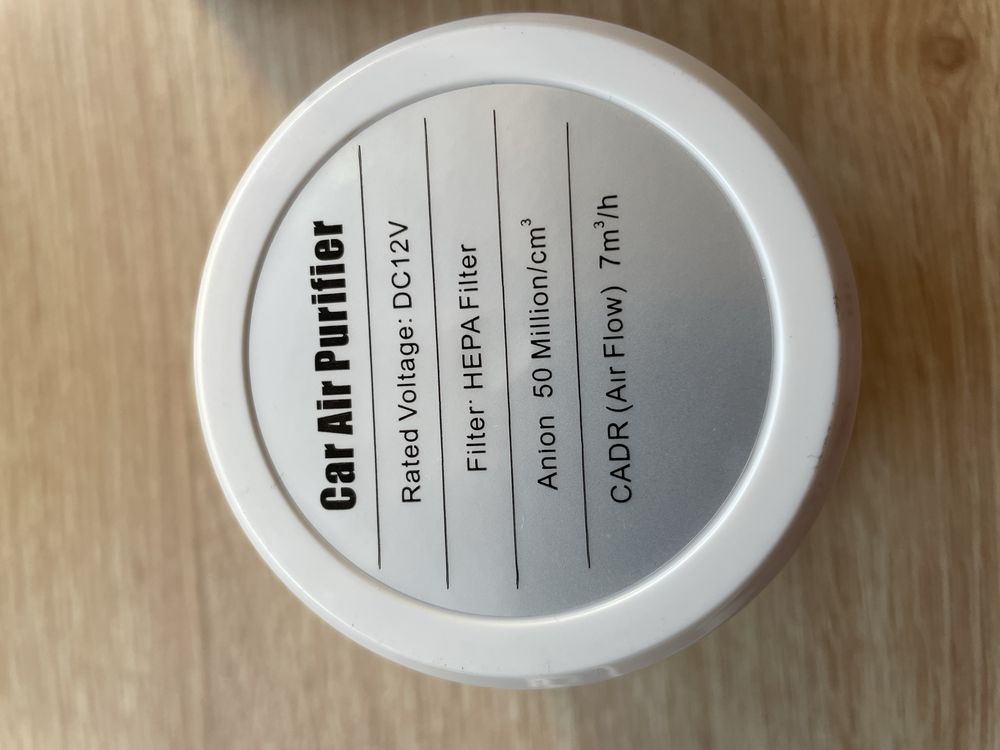 Car Air Purifier
Rated Voltage: DC12V
Filter: HEPA Filter
Anion 50 Million/cm³
CADR (Air Flow) 7m³/h